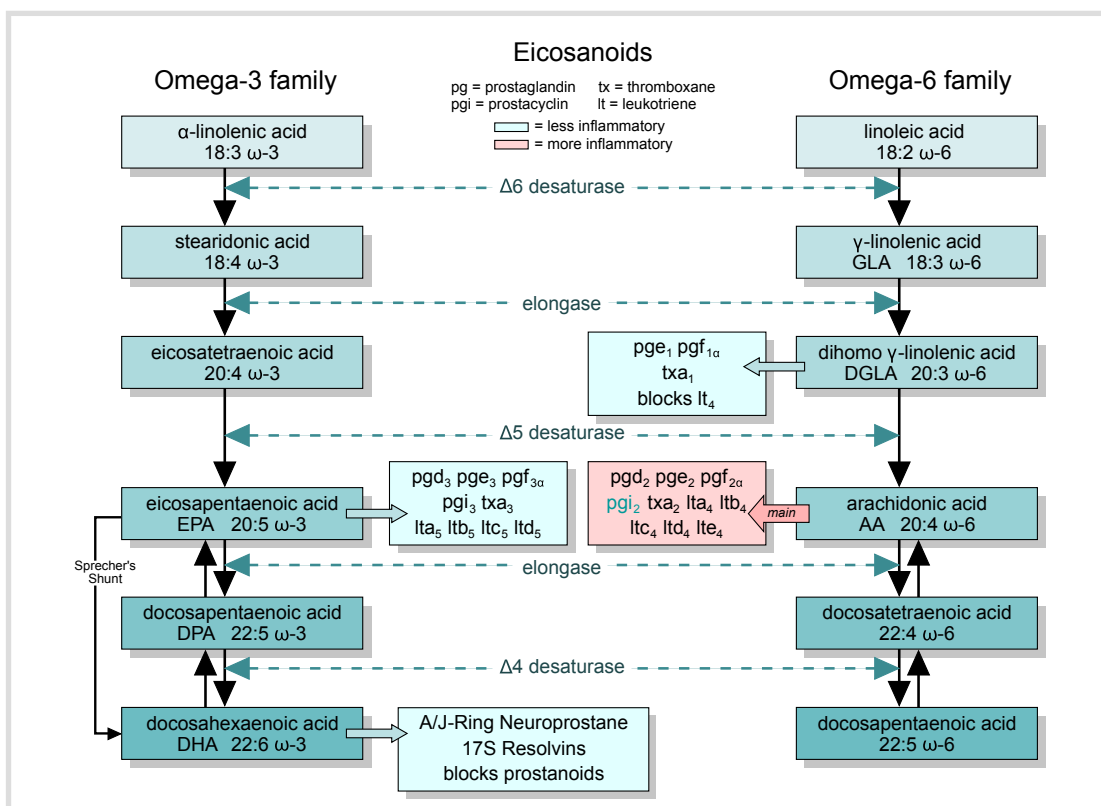 Eicosanoids
Omega-3 family
Omega-6 family
pg = prostaglandin tx = thromboxane
pgi = prostacyclin lt = leukotriene
= less inflammatory
= more inflammatory
α-linolenic acid
18:3 ω-3
linoleic acid
18:2 ω-6
Δ6 desaturase
stearidonic acid
18:4 ω-3
γ-linolenic acid
GLA 18:3 ω-6
elongase
eicosatetraenoic acid
20:4 ω-3
pge₁ pgf₁α
txa₁
blocks lt₄
dihomo γ-linolenic acid
DGLA 20:3 ω-6
Δ5 desaturase
eicosapentaenoic acid
EPA 20:5 ω-3
pgd₃ pge₃ pgf₃α
pgi₃ txa₃
lta₅ ltb₅ ltc₅ ltd₅
pgd₂ pge₂ pgf₂α
pgi₂ txa₂ lta₄ ltb₄
ltc₄ ltd₄ lte₄
main
arachidonic acid
AA 20:4 ω-6
Sprecher's
Shunt
elongase
docosapentaenoic acid
DPA 22:5 ω-3
docosatetraenoic acid
22:4 ω-6
Δ4 desaturase
docosahexaenoic acid
DHA 22:6 ω-3
A/J-Ring Neuroprostane
17S Resolvins
blocks prostanoids
docosapentaenoic acid
22:5 ω-6